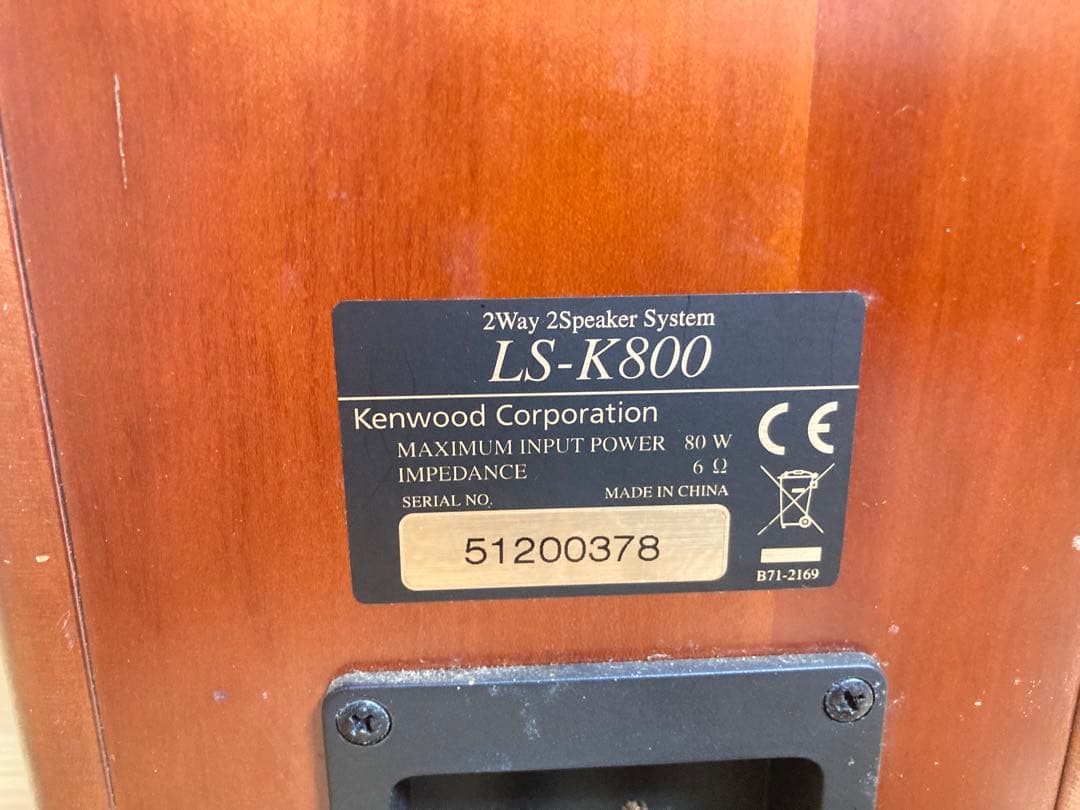 2Way 2Speaker System
LS-K800
Kenwood Corporation
MAXIMUM INPUT POWER 80 W
IMPEDANCE 6 Ω
SERIAL NO. MADE IN CHINA
51200378
CE
B71-2169